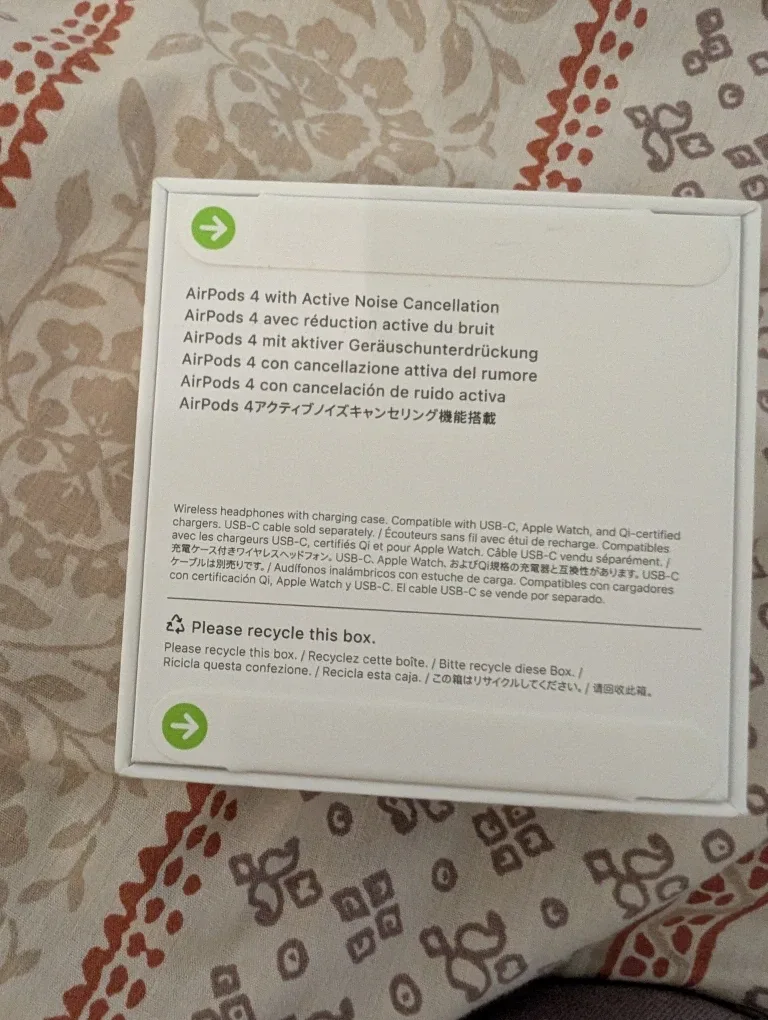 AirPods 4 with Active Noise Cancellation
AirPods 4 avec réduction active du bruit
AirPods 4 mit aktiver Geräuschunterdrückung
AirPods 4 con cancellazione attiva del rumore
AirPods 4 con cancelación de ruido activa
AirPods 4アクティブノイズキャンセリング機能搭載
Wireless headphones with charging case. Compatible with USB-C, Apple Watch, and Qi-certified
chargers. USB-C cable sold separately. / Écouteurs sans fil avec étui de recharge. Compatibles
avec les chargeurs USB-C, certifiés Qi et pour Apple Watch. Câble USB-C vendu séparément. /
充電ケース付きワイヤレスヘッドフォン。USB-C、Apple Watch、およびQi規格の充電器と互換性があります。USB-C
ケーブルは別売りです。/ Audífonos inalámbricos con estuche de carga. Compatibles con cargadores
con certificación Qi, Apple Watch y USB-C. El cable USB-C se vende por separado.
Please recycle this box.
Please recycle this box. / Recyclez cette boîte. / Bitte recycle diese Box. /
Ricicla questa confezione. / Recicla esta caja. / この箱はリサイクルしてください。/ 请回收此箱。